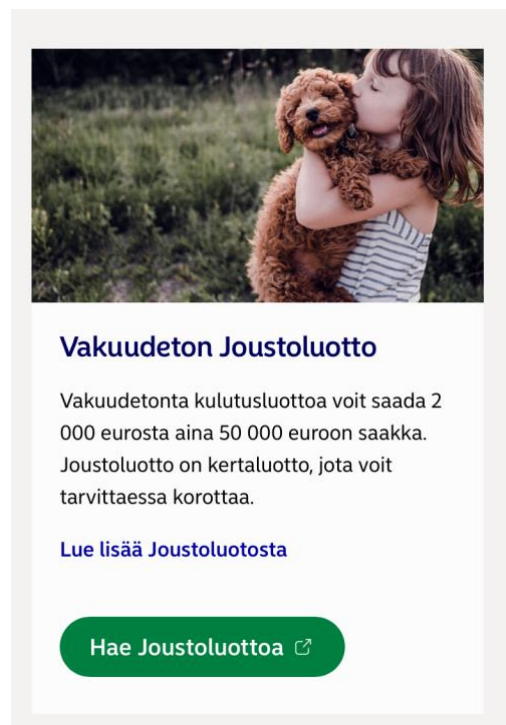 Vakuudeton Joustoluotto
Vakuudetonta kulutusluottoa voit saada 2
000 eurosta aina 50 000 euroon saakka.
Joustoluotto on kertaluotto, jota voit
tarvittaessa korottaa.
Lue lisää Joustoluotosta
Hae Joustoluottoa